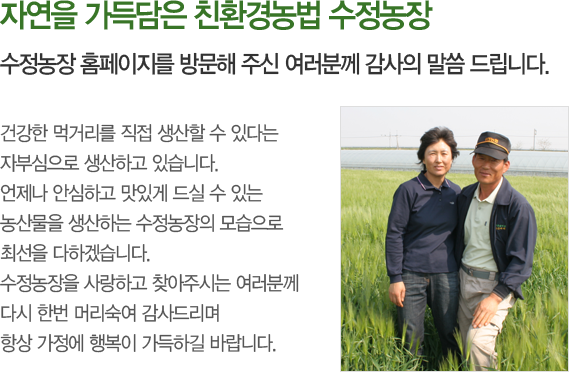 자연을 가득담은 친환경농법 수정농장
수정농장 홈페이지를 방문해 주신 여러분께 감사의 말씀 드립니다.
건강한 먹거리를 직접 생산할 수 있다는
자부심으로 생산하고 있습니다.
언제나 안심하고 맛있게 드실 수 있는
농산물을 생산하는 수정농장의 모습으로
최선을 다하겠습니다.
수정농장을 사랑하고 찾아주시는 여러분께
다시 한번 머리숙여 감사드리며
항상 가정에 행복이 가득하길 바랍니다.